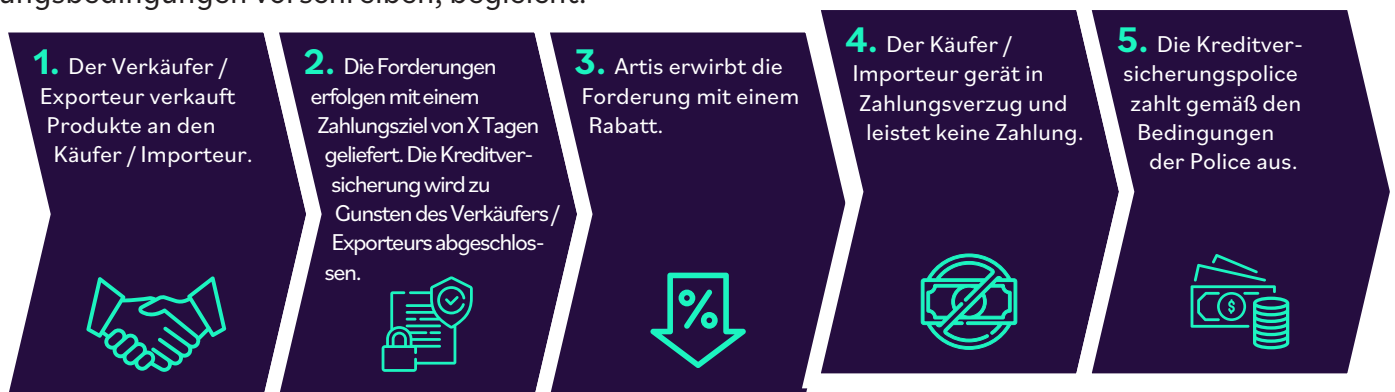 ungsbedingungen vorschreiben, begleicht.
1. Der Verkäufer /
Exporteur verkauft
Produkte an den
Käufer / Importeur.
2. Die Forderungen
erfolgen mit einem
Zahlungsziel von X Tagen
geliefert. Die Kreditver-
sicherung wird zu
Gunsten des Verkäufers /
Exporteurs abgeschlos-
sen.
3. Artis erwirbt die
Forderung mit einem
Rabatt.
%
4. Der Käufer /
Importeur gerät in
Zahlungsverzug und
leistet keine Zahlung.
5. Die Kreditver-
sicherungspolice
zahlt gemäß den
Bedingungen
der Police aus.
$